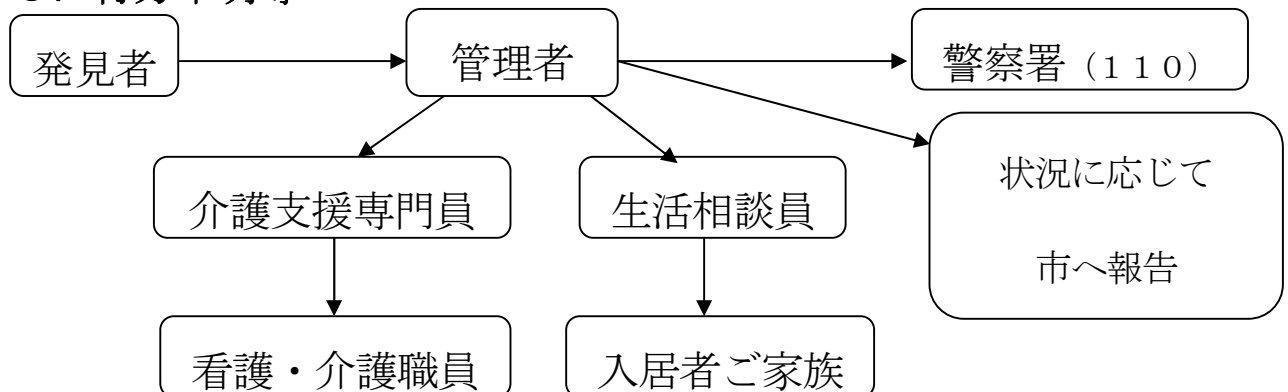 発見者
管理者
警察署（１１０）
状況に応じて
市へ報告
介護支援専門員
生活相談員
看護・介護職員
入居者ご家族